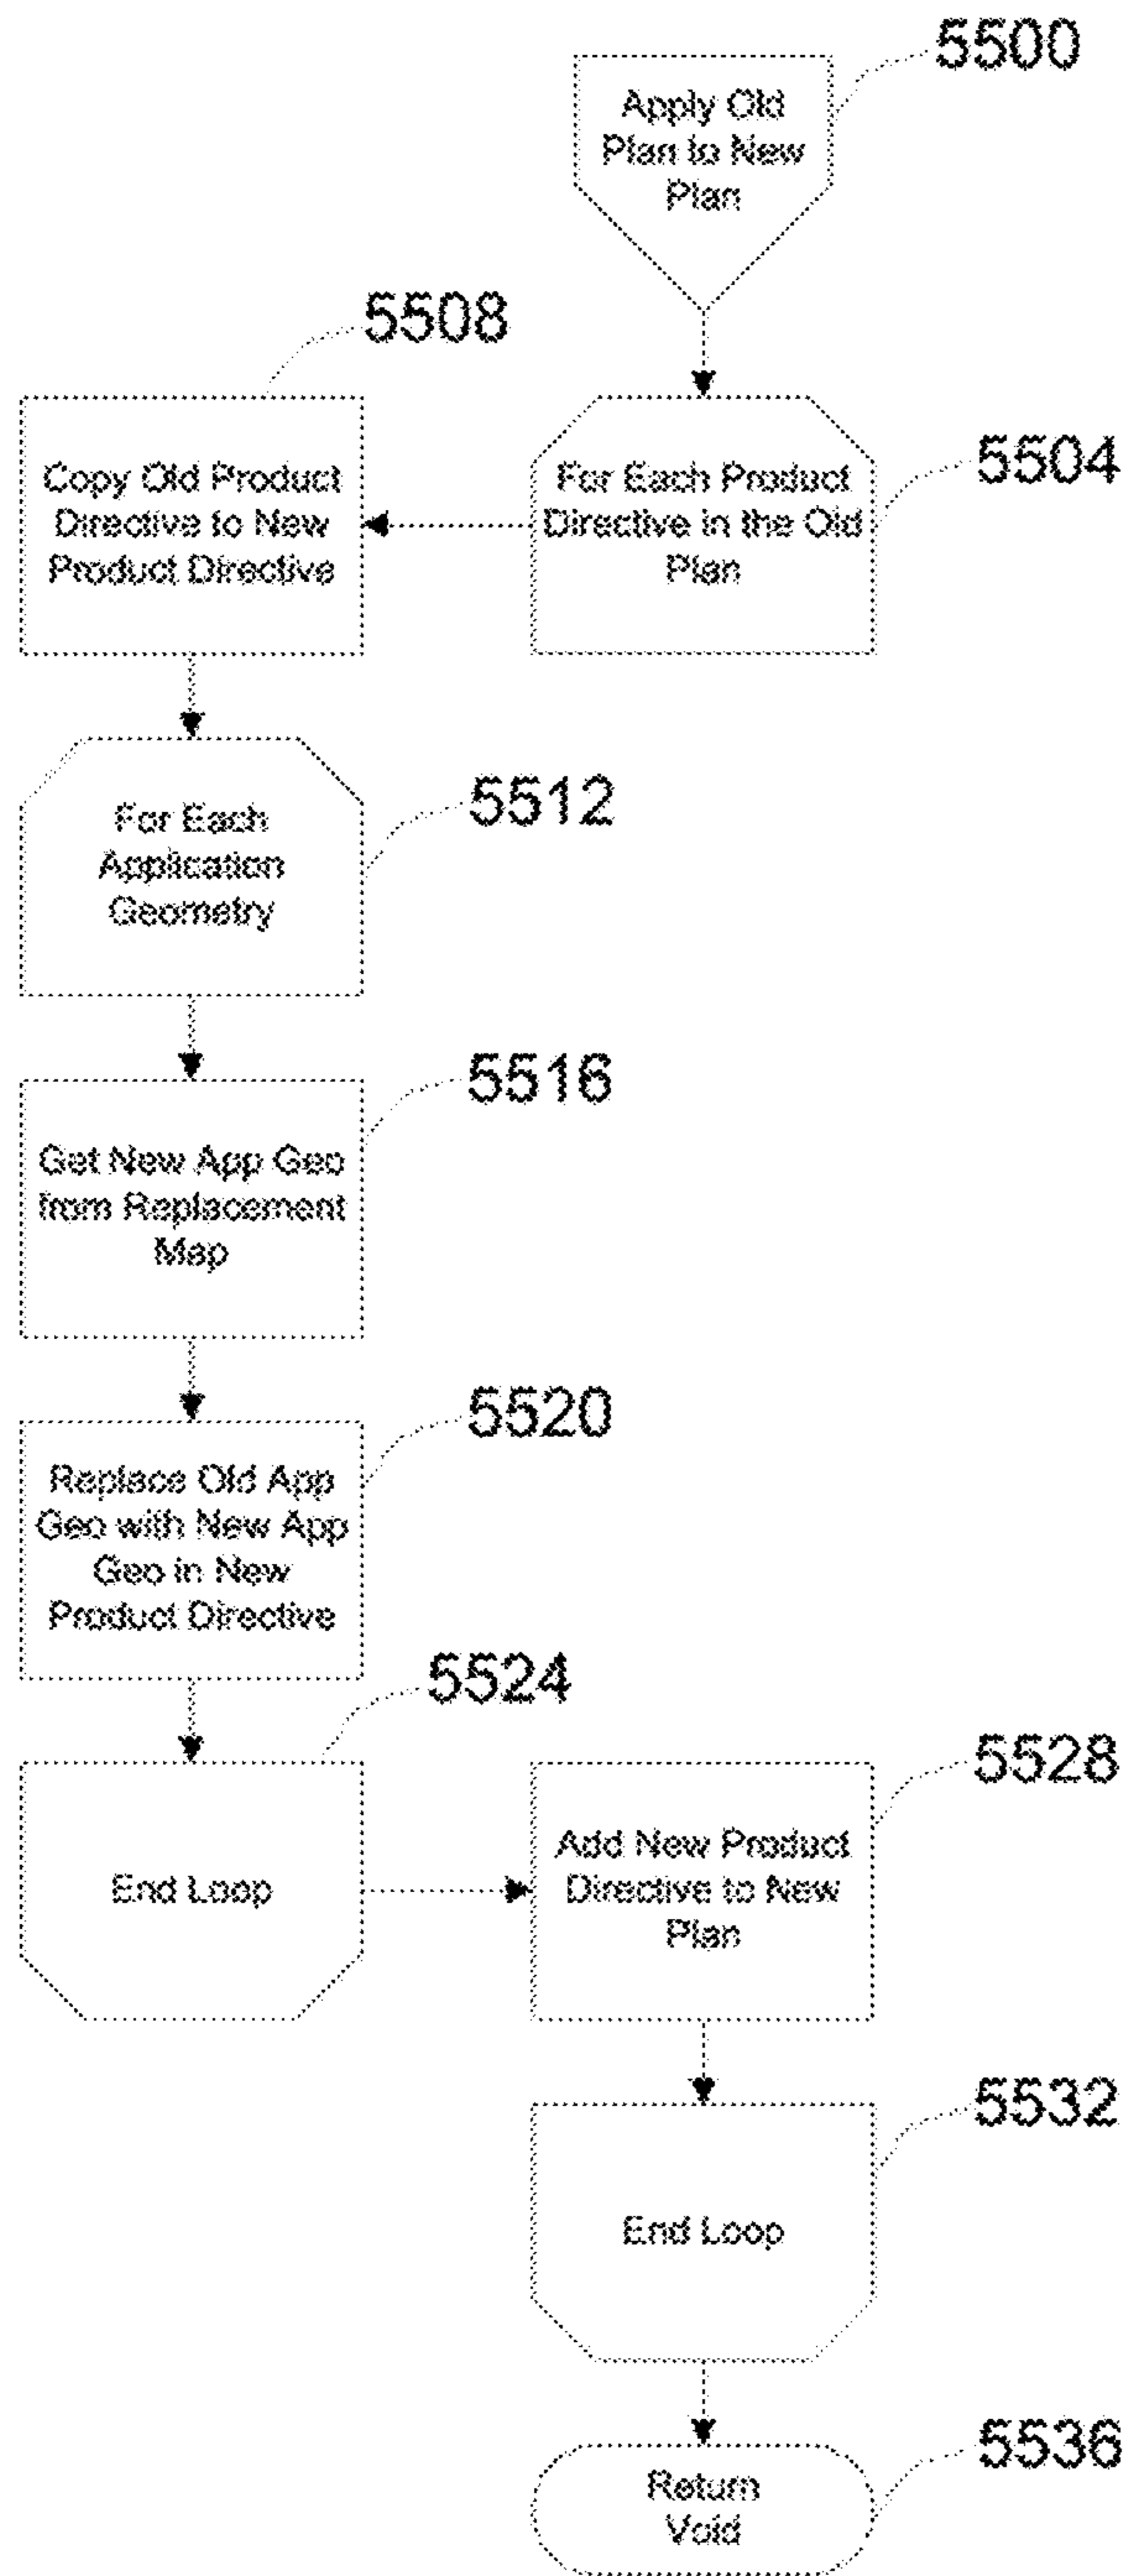 5500
Apply Old
Plan to New
Plan
5504
For Each Product
Directive in the Old
Plan
5508
Copy Old Product
Directive to New
Product Directive
5512
For Each
Application
Geometry
5516
Get New App Geo
from Replacement
Map
5520
Replace Old App
Geo with New App
Geo in New
Product Directive
5524
End Loop
5528
Add New Product
Directive to New
Plan
5532
End Loop
5536
Return
Void